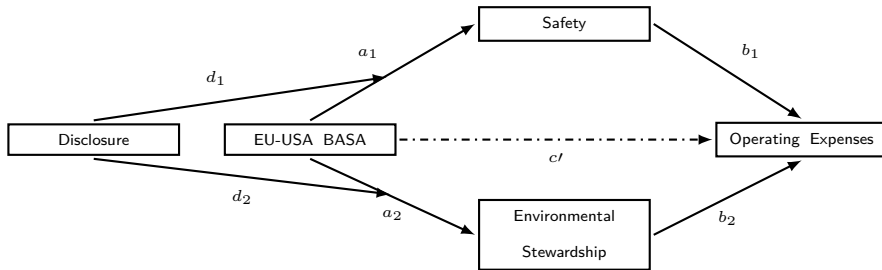 Safety
a1
b1
d1
Disclosure
EU-USA BASA
Operating Expenses
c′
d2
a2
b2
Environmental
Stewardship